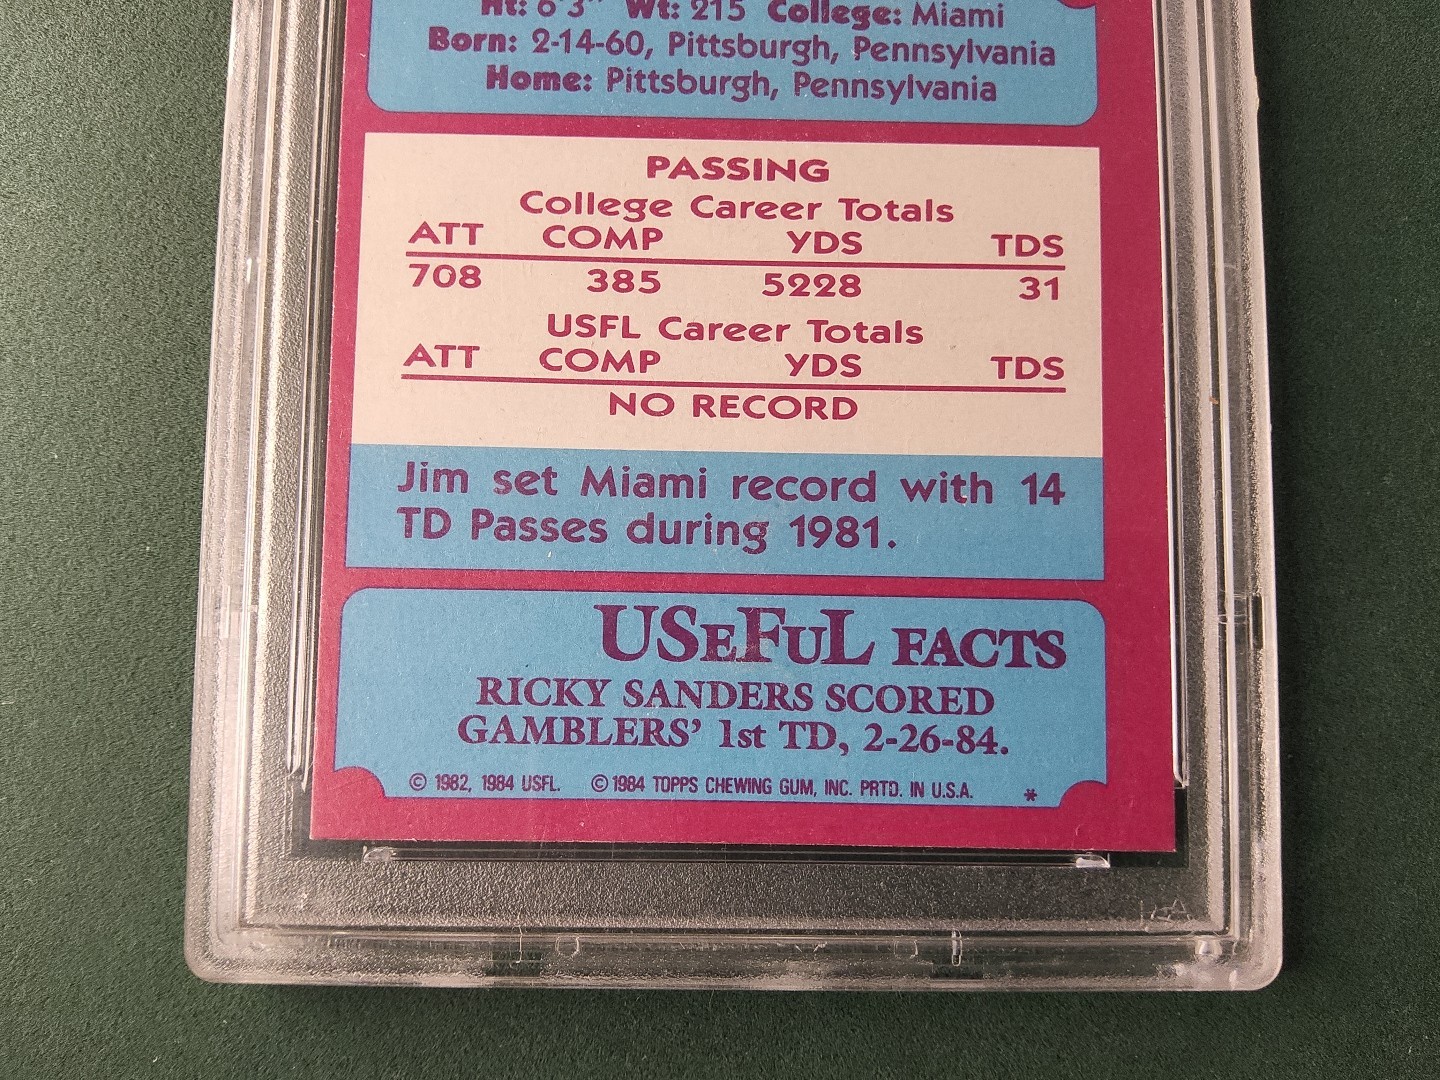 Ht: 6'3" Wt: 215 College: Miami
Born: 2-14-60, Pittsburgh, Pennsylvania
Home: Pittsburgh, Pennsylvania
PASSING
College Career Totals
ATT COMP YDS TDS
708 385 5228 31
USFL Career Totals
ATT COMP YDS TDS
NO RECORD
Jim set Miami record with 14
TD Passes during 1981.
USeFuL FACTS
RICKY SANDERS SCORED
GAMBLERS' 1st TD, 2-26-84.
© 1982, 1984 USFL. © 1984 TOPPS CHEWING GUM, INC. PRTD. IN U.S.A. *